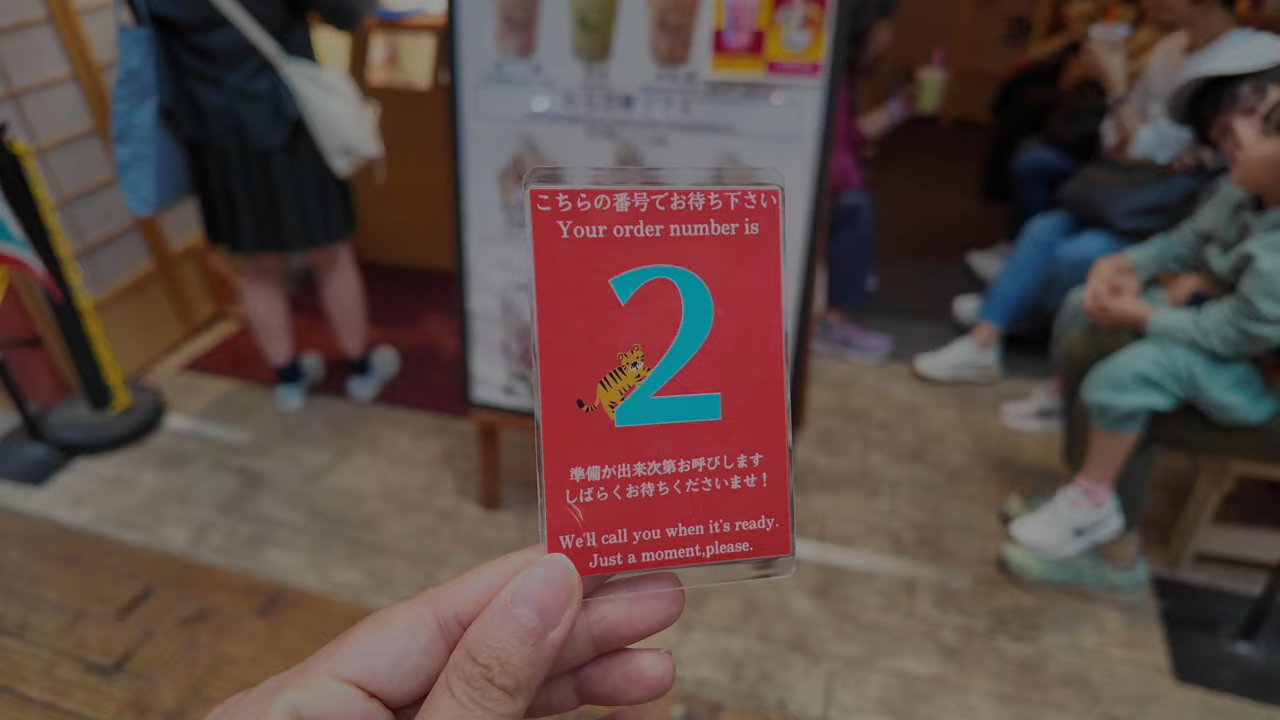 こちらの番号でお待ち下さい
Your order number is
2
準備が出来次第お呼びします
しばらくお待ちくださいませ！
We'll call you when it's ready.
Just a moment,please.